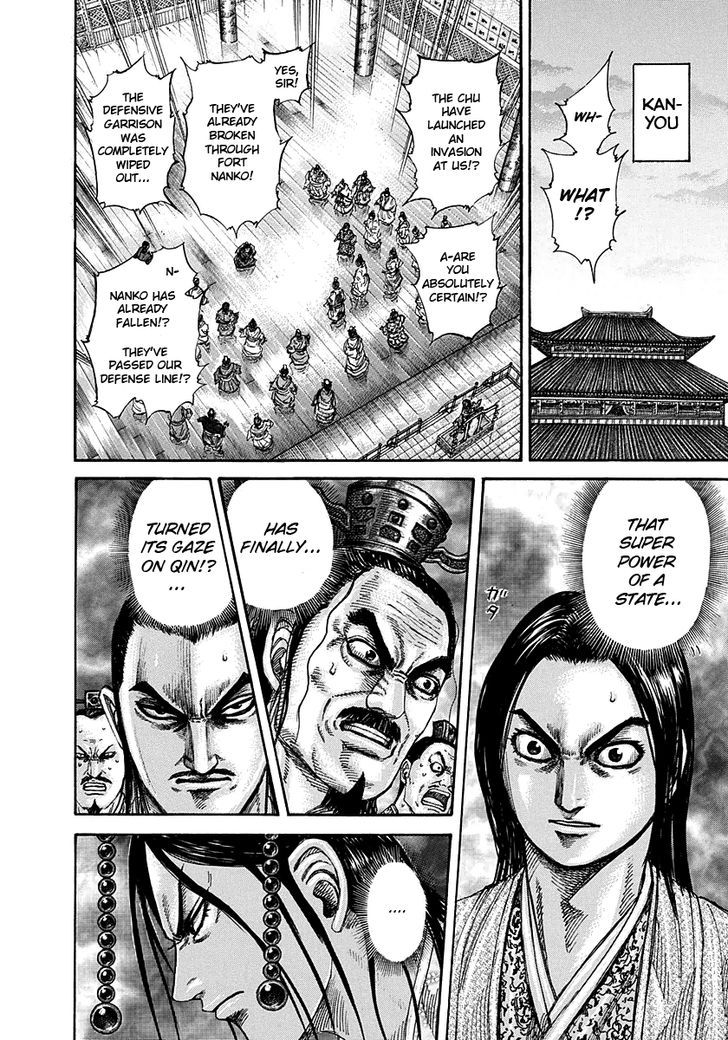 KAN-
YOU
WH-
WHAT
!?
THE CHU
HAVE
LAUNCHED
AN
INVASION
AT US!?
A-ARE
YOU
ABSOLUTELY
CERTAIN!?
YES,
SIR!
THEY'VE
ALREADY
BROKEN
THROUGH
FORT
NANKO!
THE
DEFENSIVE
GARRISON
WAS
COMPLETELY
WIPED
OUT...
N-
NANKO HAS
ALREADY
FALLEN!?
THEY'VE
PASSED OUR
DEFENSE LINE!?
THAT
SUPER
POWER
OF A
STATE...
ガタ
HAS
FINALLY...
TURNED
ITS GAZE
ON QIN!?
...
....